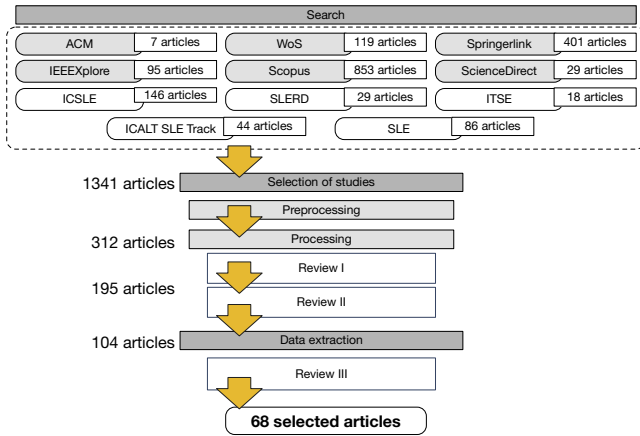 Search
ACM 7 articles WoS 119 articles Springerlink 401 articles
IEEEXplore 95 articles Scopus 853 articles ScienceDirect 29 articles
ICSLE 146 articles SLERD 29 articles ITSE 18 articles
ICALT SLE Track 44 articles SLE 86 articles
1341 articles Selection of studies
Preprocessing
312 articles Processing
Review I
195 articles
Review II
104 articles Data extraction
Review III
68 selected articles